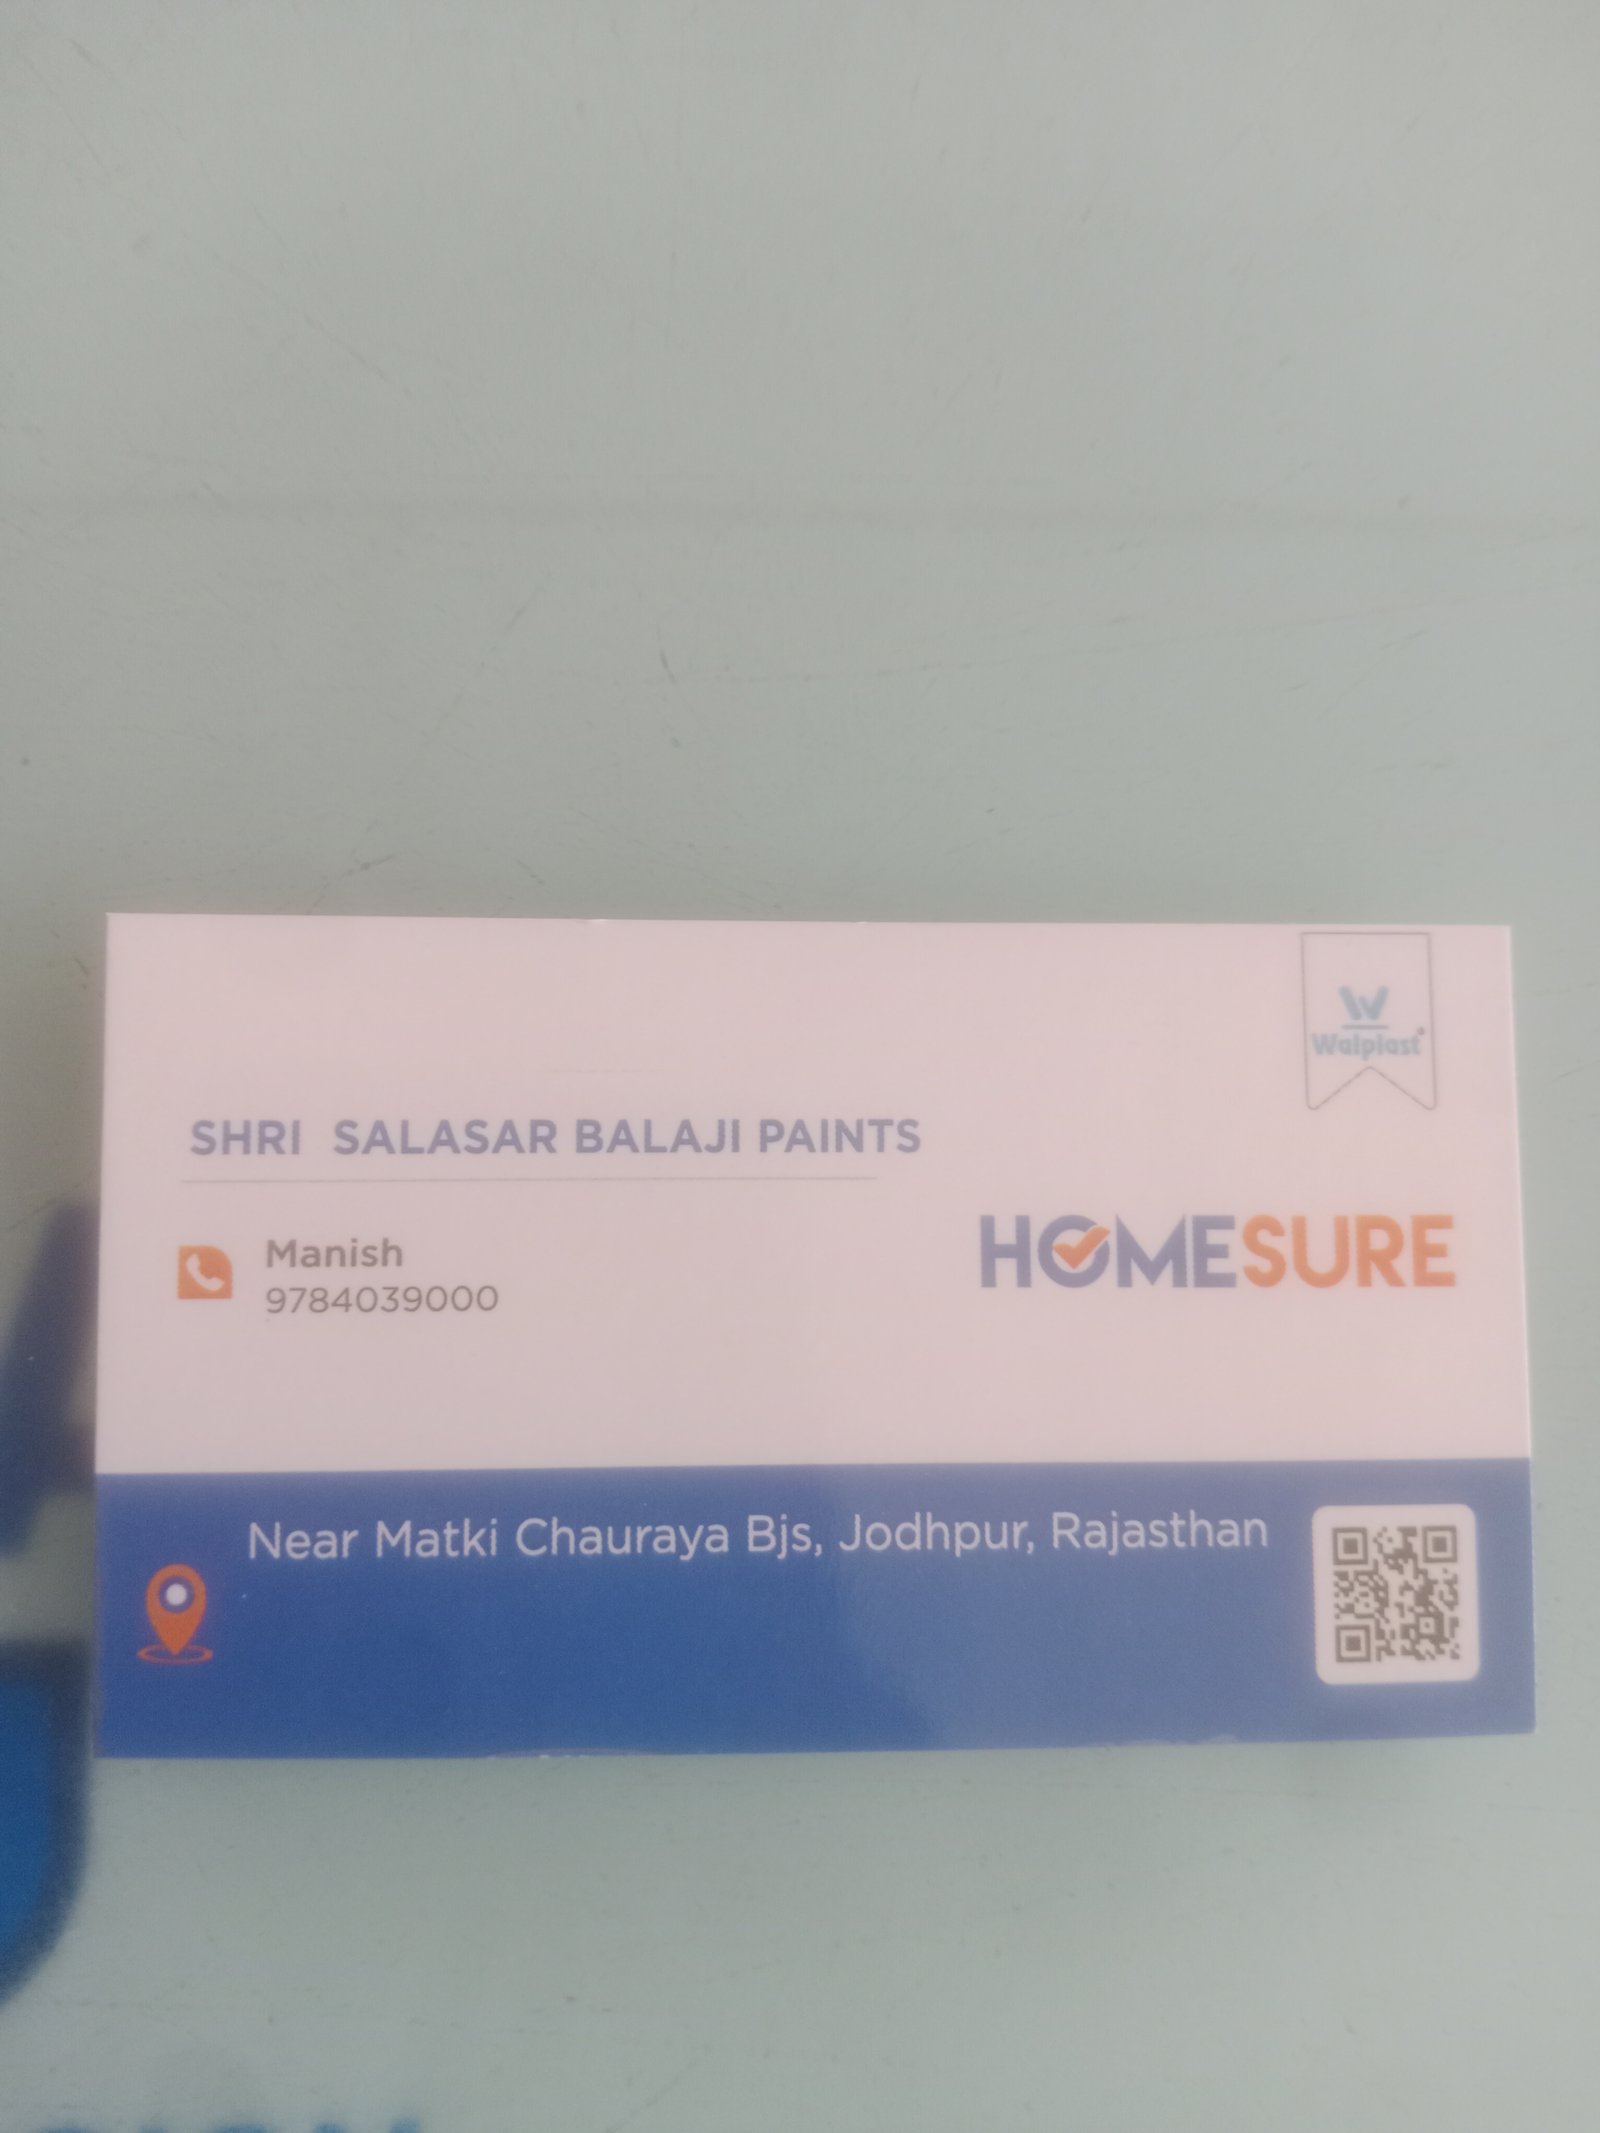 W
Walplast
SHRI SALASAR BALAJI PAINTS
Manish
9784039000
HOMESURE
Near Matki Chauraya Bjs, Jodhpur, Rajasthan